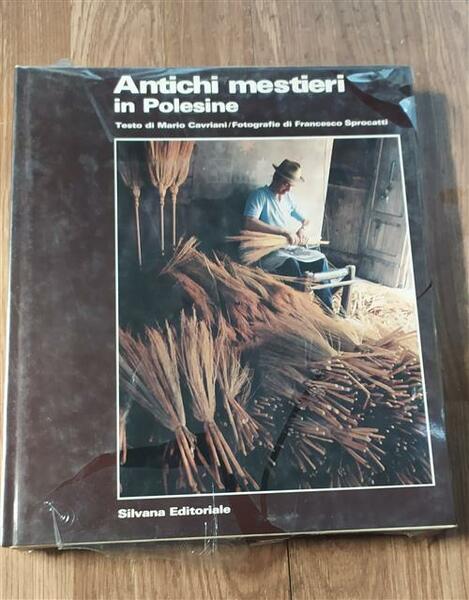 Antichi mestieri
in Polesine
Testo di Mario Cavriani/Fotografie di Francesco Sprocatti
Silvana Editoriale